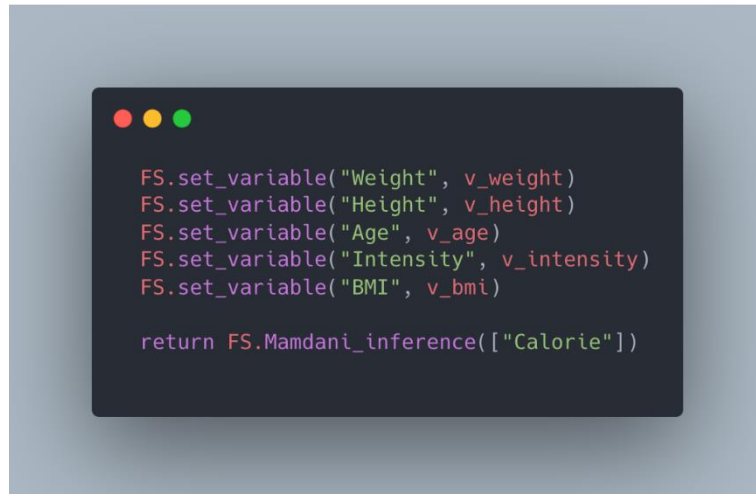 FS.set_variable("Weight", v_weight)
FS.set_variable("Height", v_height)
FS.set_variable("Age", v_age)
FS.set_variable("Intensity", v_intensity)
FS.set_variable("BMI", v_bmi)
return FS.Mamdani_inference(["Calorie"])